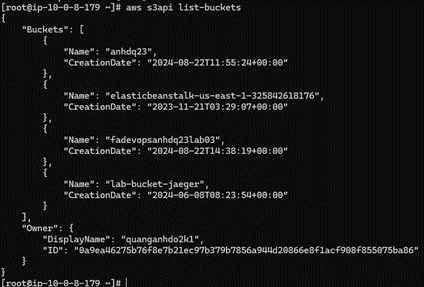 [root@ip-10-0-8-179 ~]# aws s3api list-buckets
{
    "Buckets": [
        {
            "Name": "anhdq23",
            "CreationDate": "2024-08-22T11:55:24+00:00"
        },
        {
            "Name": "elasticbeanstalk-us-east-1-325842618176",
            "CreationDate": "2023-11-21T03:29:07+00:00"
        },
        {
            "Name": "fadevopsanhdq23lab03",
            "CreationDate": "2024-08-22T14:38:19+00:00"
        },
        {
            "Name": "lab-bucket-jaeger",
            "CreationDate": "2024-06-08T08:23:54+00:00"
        }
    ],
    "Owner": {
        "DisplayName": "quanganhdo2k1",
        "ID": "0a9ea46275b76f8e7b21ec97b379b7856a944d20866e8f1acf908f855075ba86"
    }
}
[root@ip-10-0-8-179 ~]#